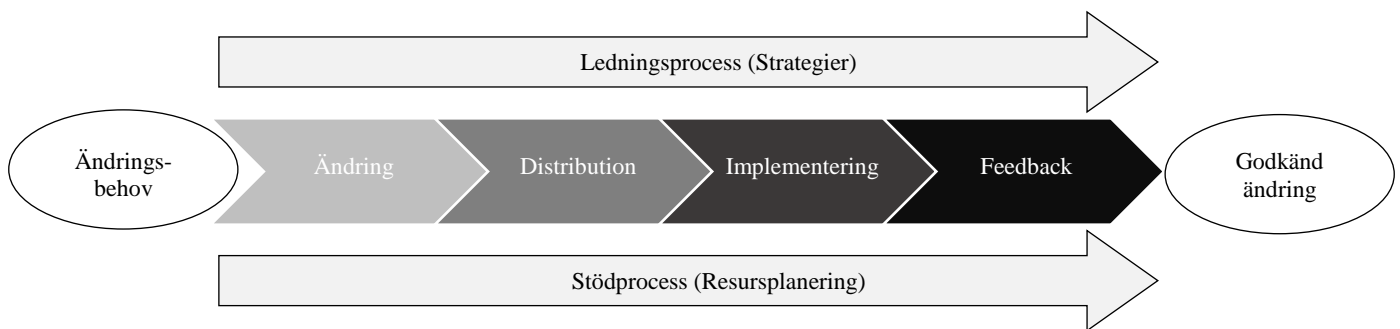 Ledningsprocess (Strategier)
Ändrings-
behov
Ändring
Distribution
Implementering
Feedback
Godkänd
ändring
Stödprocess (Resursplanering)